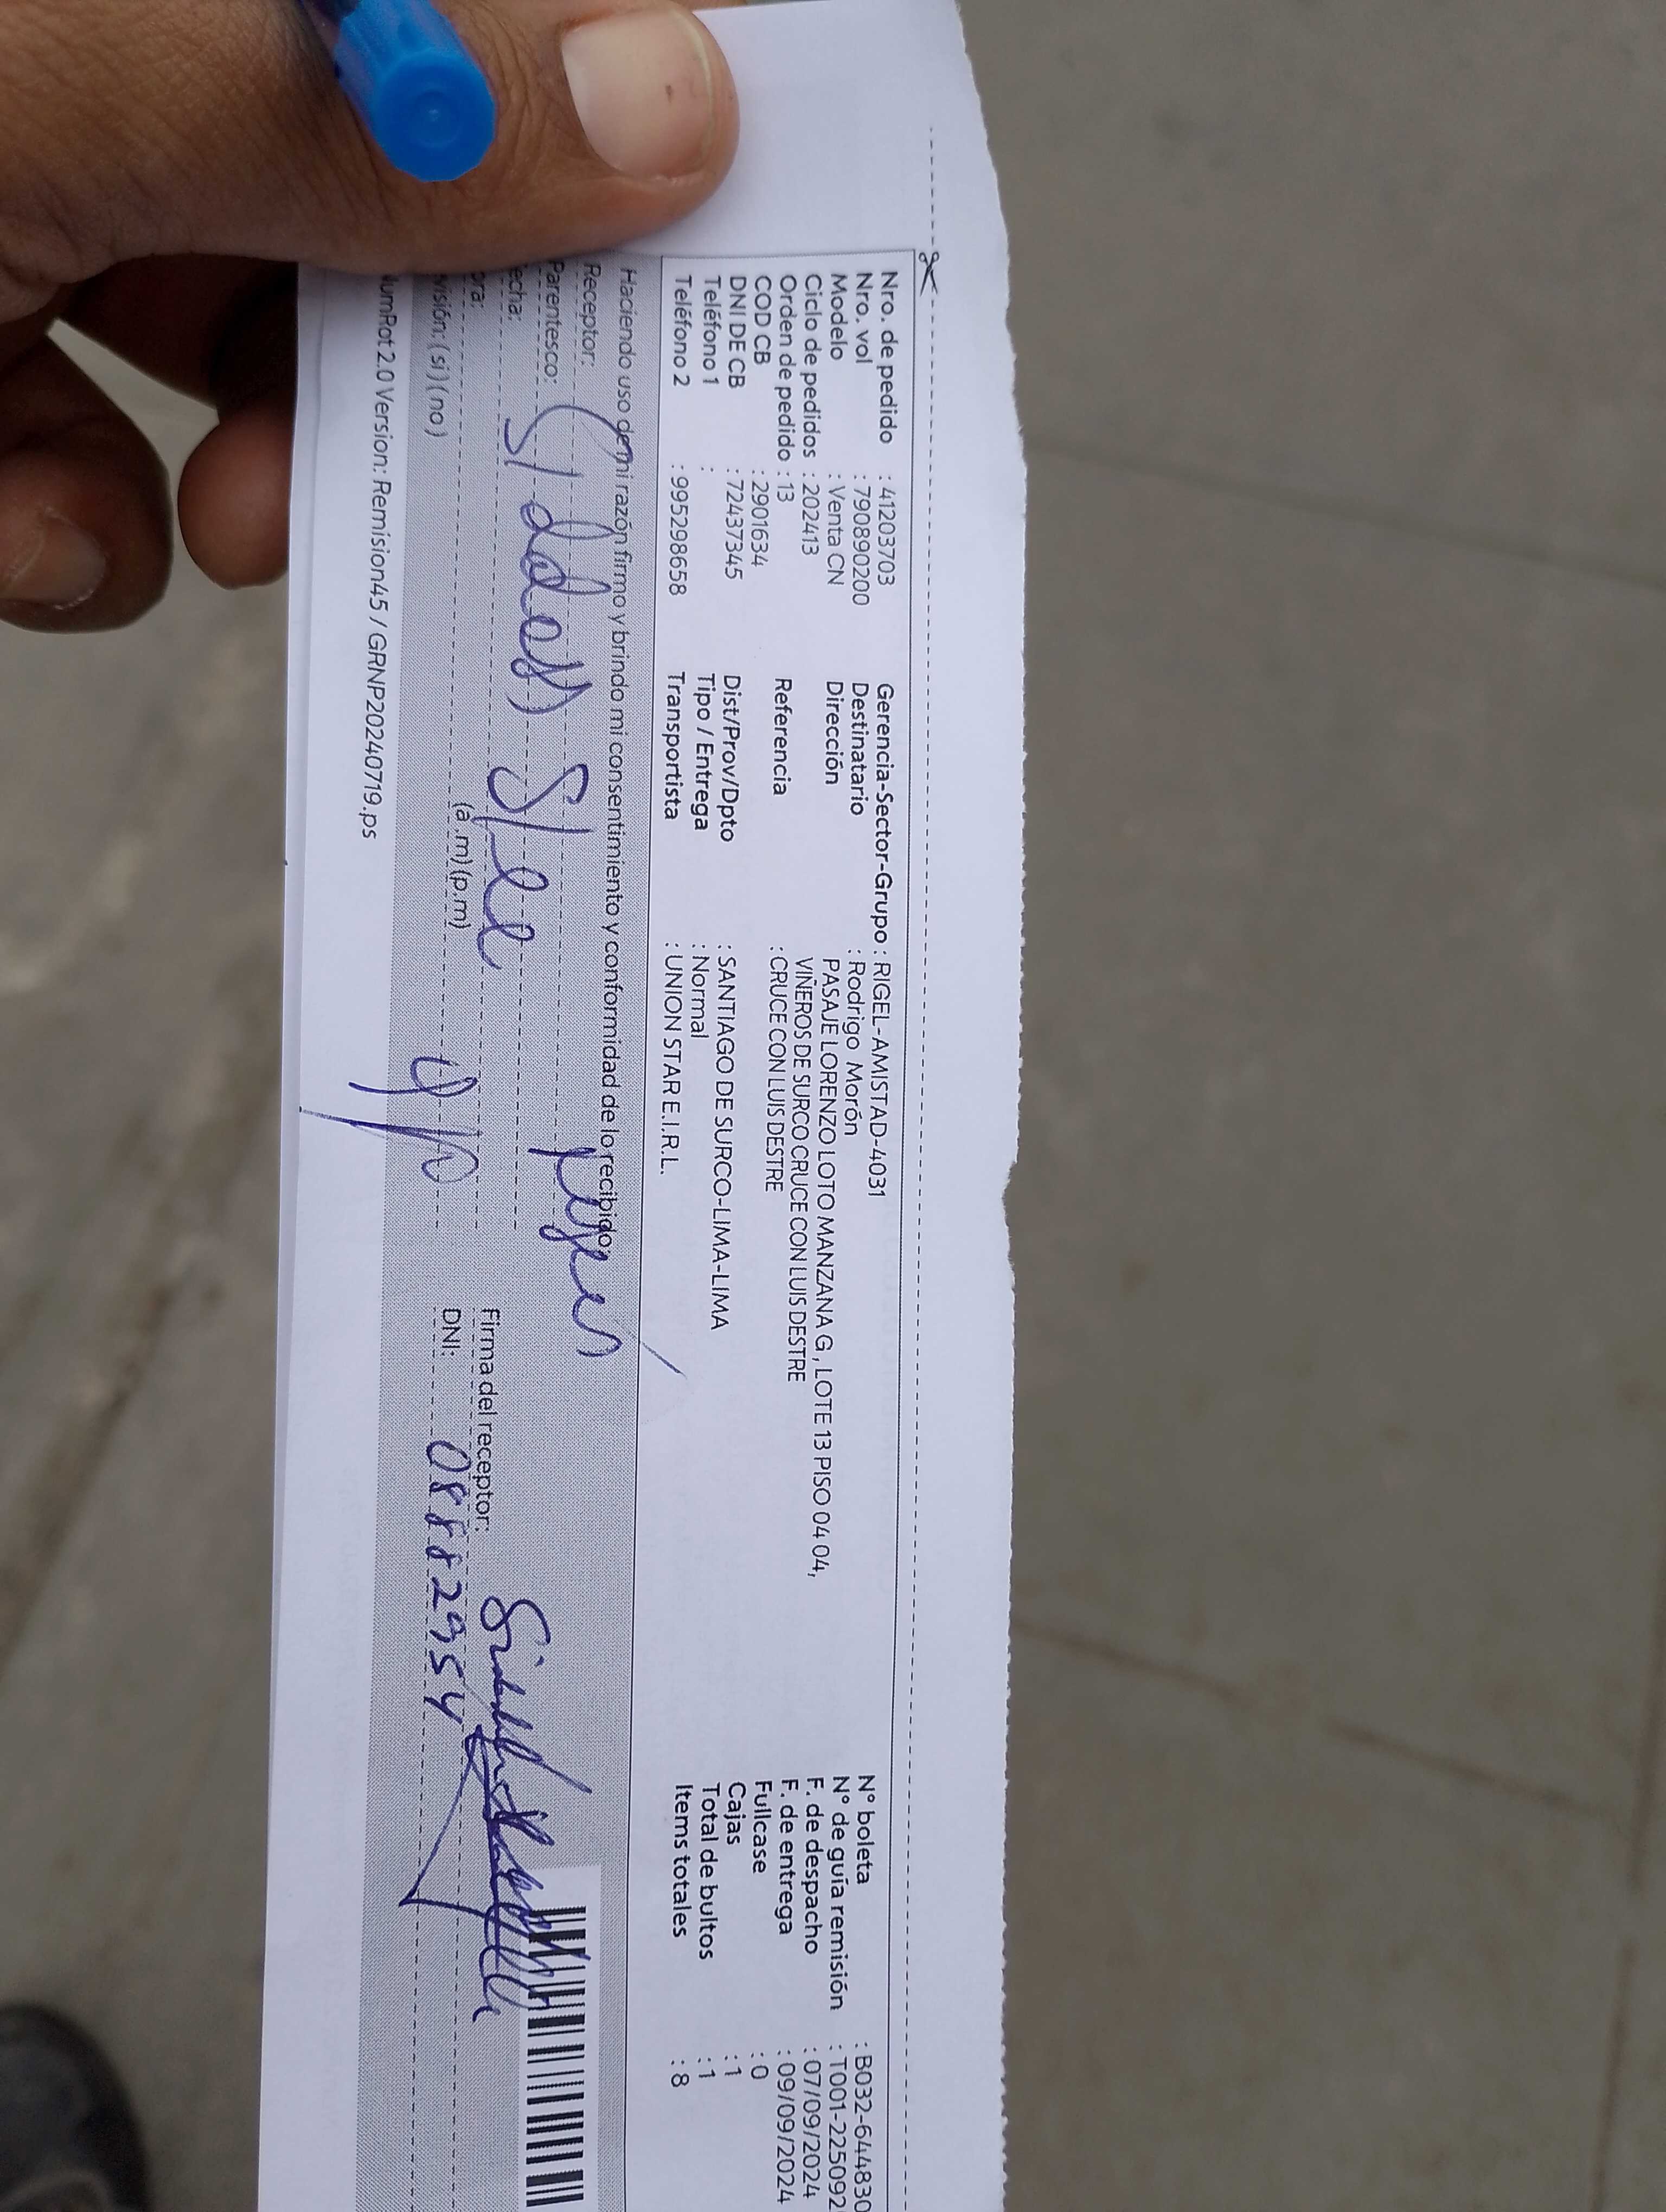 Nro. de pedido : 41203703
Nro. vol : 790890200
Modelo : Venta CN
Ciclo de pedidos : 202413
Orden de pedido : 13
COD CB : 2901634
DNI DE CB : 72437345
Teléfono 1 :
Teléfono 2 : 995298658
Gerencia-Sector-Grupo : RIGEL-AMISTAD-4031
Destinatario : Rodrigo Morón
Dirección PASAJE LORENZO LOTO MANZANA G, LOTE 13 PISO 04 04,
VIÑEROS DE SURCO CRUCE CON LUIS DESTRE
Referencia : CRUCE CON LUIS DESTRE
Dist/Prov/Dpto : SANTIAGO DE SURCO-LIMA-LIMA
Tipo / Entrega : Normal
Transportista : UNION STAR E.I.R.L.
N° boleta : B032-644830
N° de guía remisión : T001-225092
F. de despacho : 07/09/2024
F. de entrega : 09/09/2024
Fullcase : 0
Cajas : 1
Total de bultos : 1
Items totales : 8
Haciendo uso de mi razón firmo y brindo mi consentimiento y conformidad de lo recibido.
Receptor:
Parentesco:
echa:
ora: (a.m)(p.m)
visión: ( si ) ( no )
Firma del receptor:
DNI: 08882954
umRot 2.0 Version: Remision45 / GRNP20240719.ps